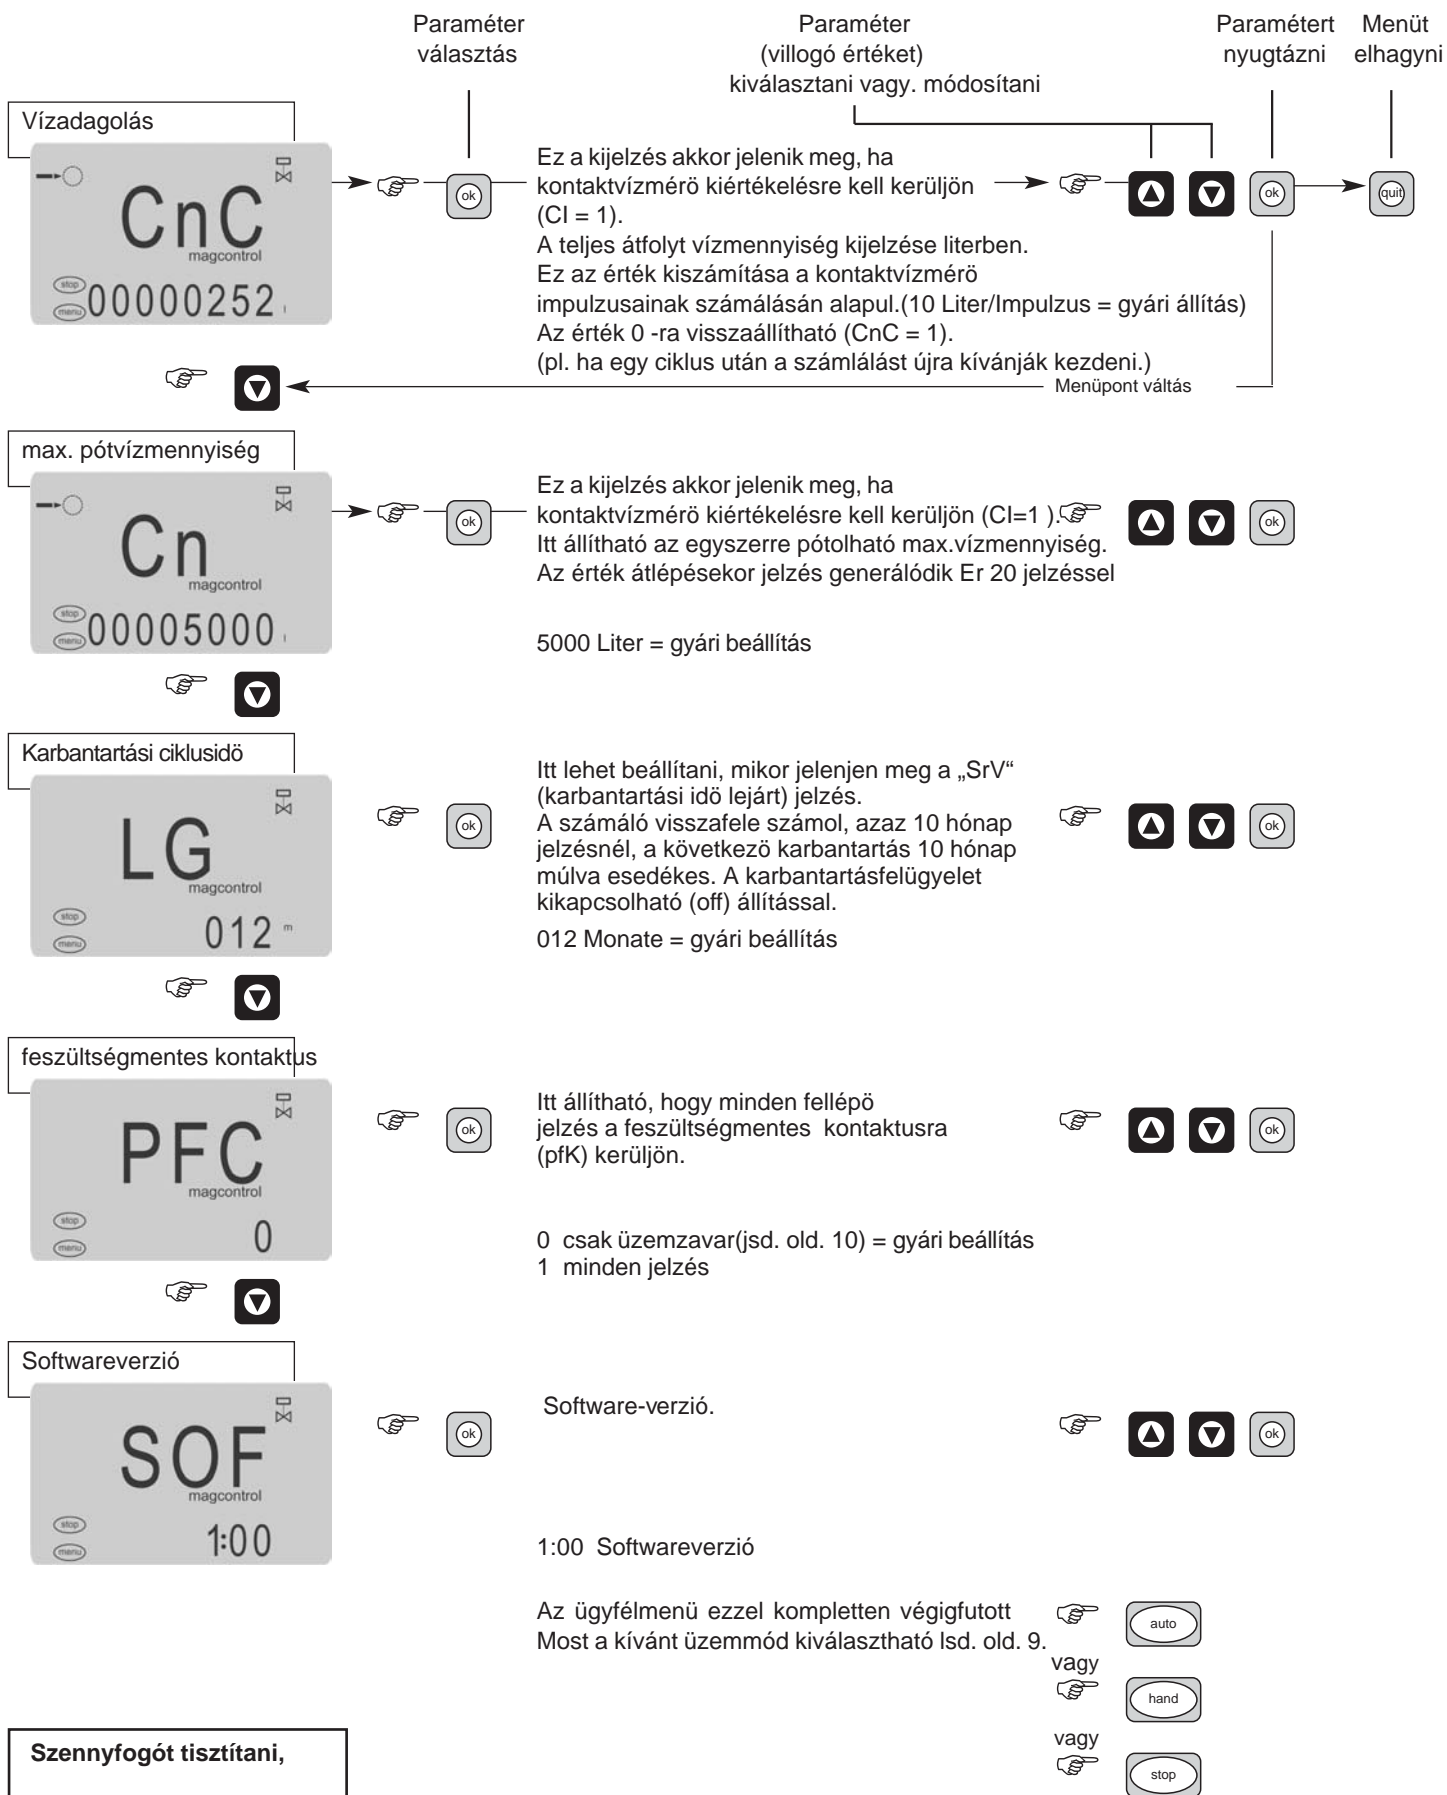 Paraméter
választás
Paraméter
(villogó értéket)
kiválasztani vagy. módosítani
Paramétert
nyugtázni
Menüt
elhagyni
Vízadagolás
CnC
magcontrol
stop
menu
00000252 l
ok
Ez a kijelzés akkor jelenik meg, ha
kontaktvízmérö kiértékelésre kell kerüljön
(CI = 1).
A teljes átfolyt vízmennyiség kijelzése literben.
Ez az érték kiszámítása a kontaktvízmérö
impulzusainak számálásán alapul.(10 Liter/Impulzus = gyári állítás)
Az érték 0 -ra visszaállítható (CnC = 1).
(pl. ha egy ciklus után a számlálást újra kívánják kezdeni.)
ok
quit
Menüpont váltás
max. pótvízmennyiség
Cn
magcontrol
stop
menu
00005000 l
ok
Ez a kijelzés akkor jelenik meg, ha
kontaktvízmérö kiértékelésre kell kerüljön (CI=1 ).
Itt állítható az egyszerre pótolható max.vízmennyiség.
Az érték átlépésekor jelzés generálódik Er 20 jelzéssel
5000 Liter = gyári beállítás
ok
Karbantartási ciklusidö
LG
magcontrol
stop
menu
012 m
ok
Itt lehet beállítani, mikor jelenjen meg a „SrV“
(karbantartási idö lejárt) jelzés.
A számáló visszafele számol, azaz 10 hónap
jelzésnél, a következö karbantartás 10 hónap
múlva esedékes. A karbantartásfelügyelet
kikapcsolható (off) állítással.
012 Monate = gyári beállítás
ok
feszültségmentes kontaktus
PFC
magcontrol
stop
menu
0
ok
Itt állítható, hogy minden fellépö
jelzés a feszültségmentes kontaktusra
(pfK) kerüljön.
0 csak üzemzavar(jsd. old. 10) = gyári beállítás
1 minden jelzés
ok
Softwareverzió
SOF
magcontrol
stop
menu
1:00
ok
Software-verzió.
1:00 Softwareverzió
ok
Az ügyfélmenü ezzel kompletten végigfutott
Most a kívánt üzemmód kiválasztható lsd. old. 9.
auto
vagy
hand
vagy
stop
Szennyfogót tisztítani,